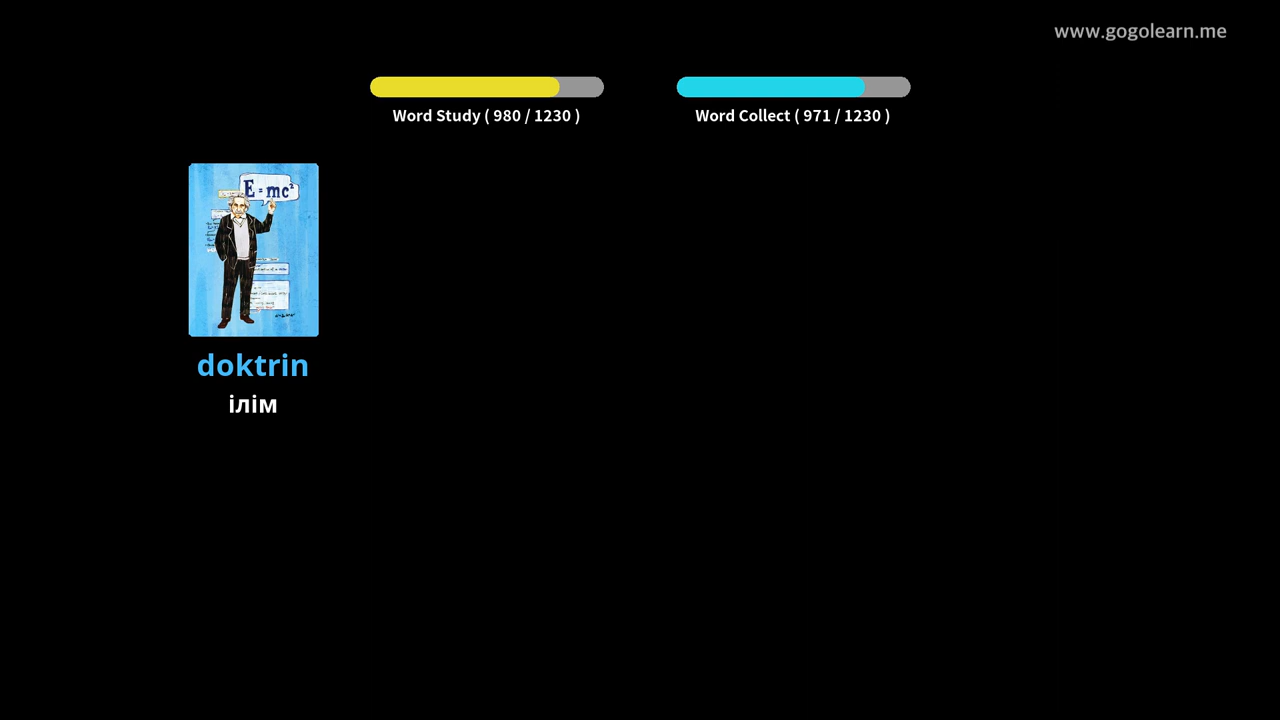 www.gogolearn.me
Word Study ( 980 / 1230 )
Word Collect ( 971 / 1230 )
E = mc²
doktrin
ілім